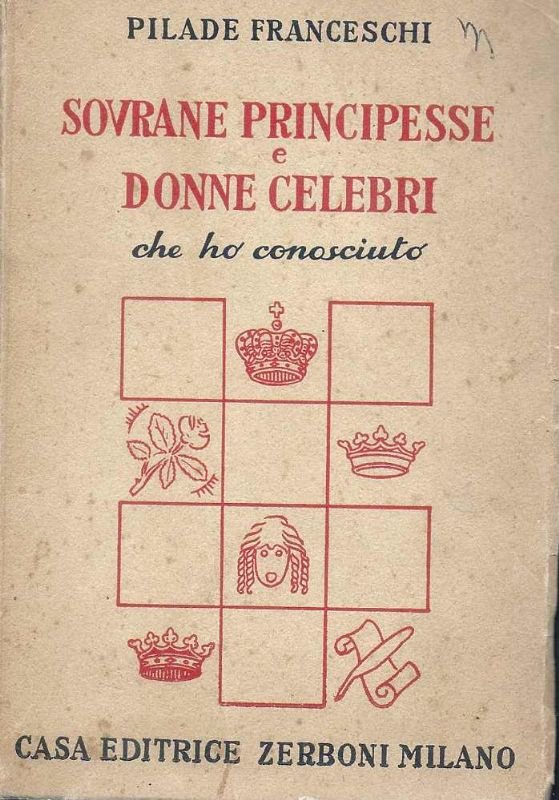 PILADE FRANCESCHI
SOVRANE PRINCIPESSE
e
DONNE CELEBRI
che ho conosciuto
CASA EDITRICE ZERBONI MILANO